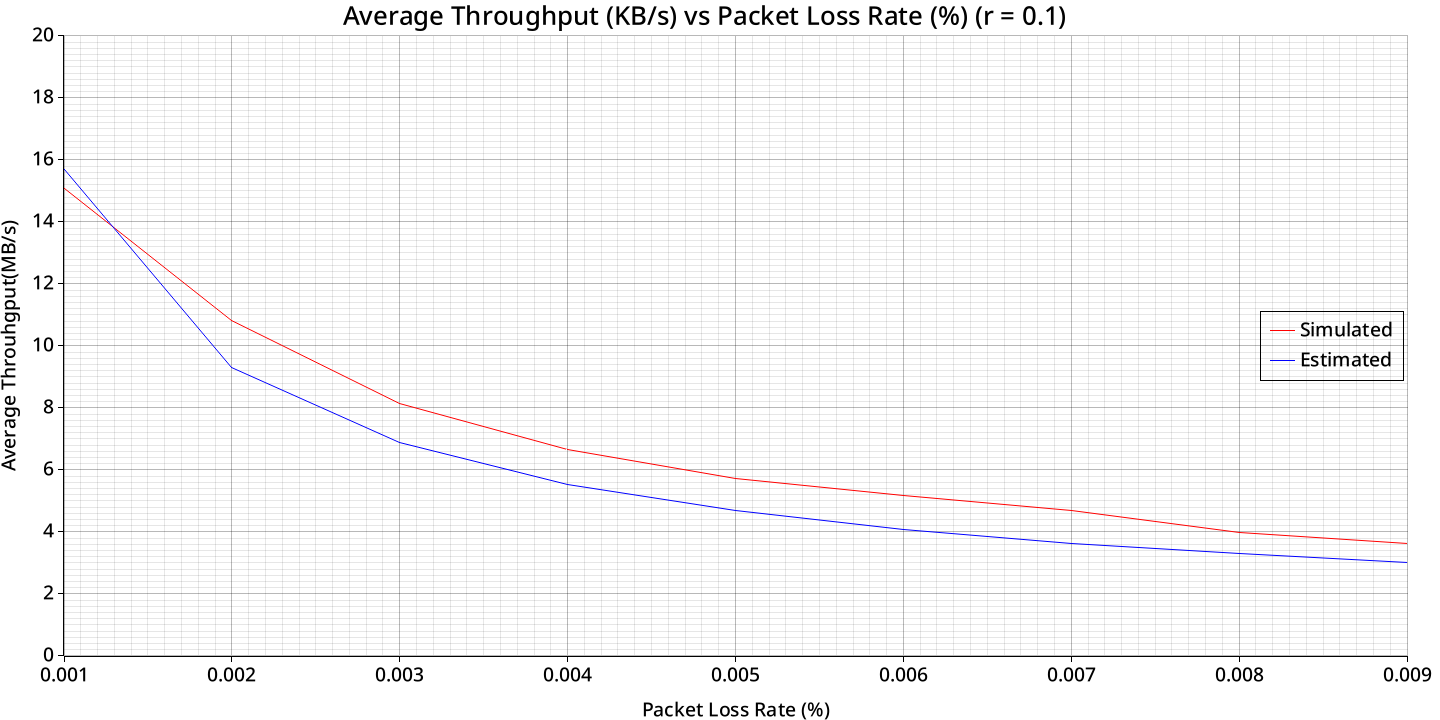 Average Throughput (KB/s) vs Packet Loss Rate (%) (r = 0.1)
20
18
16
14
12
10
8
6
4
2
0
Average Throuhgput(MB/s)
Simulated
Estimated
0.001 0.002 0.003 0.004 0.005 0.006 0.007 0.008 0.009
Packet Loss Rate (%)